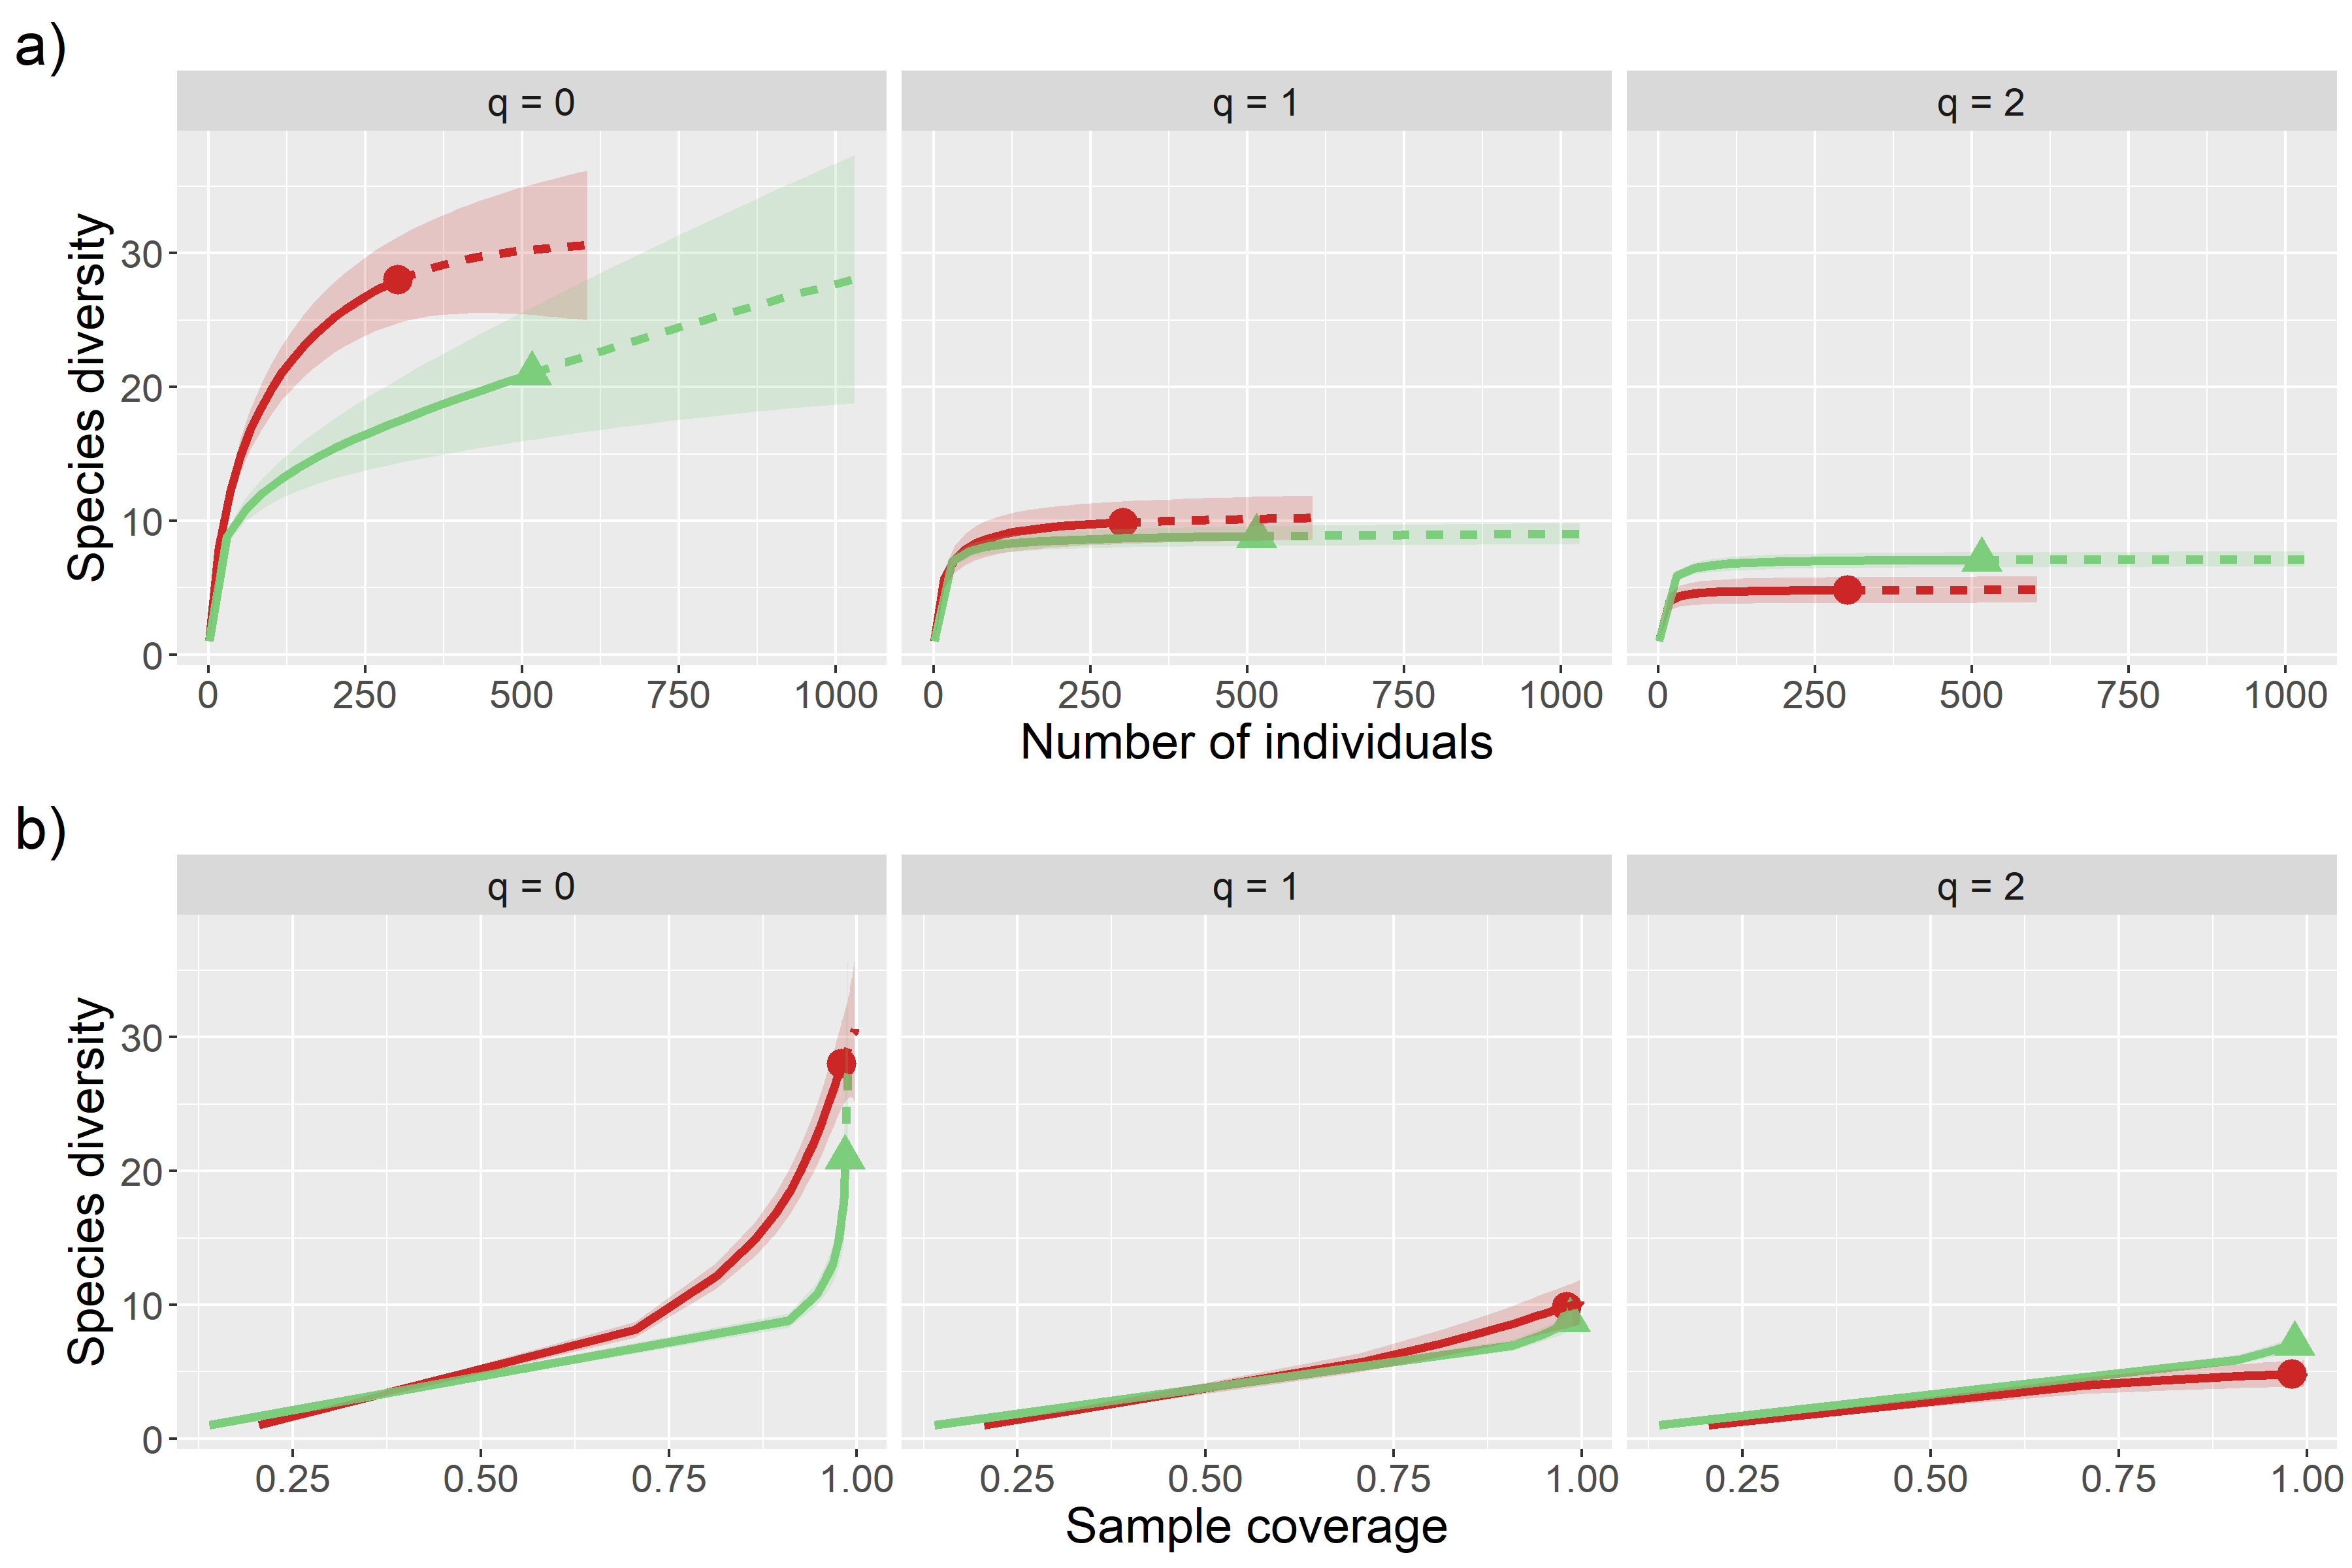 a)
q = 0 q = 1 q = 2
Species diversity
30
20
10
0
0 250 500 750 1000 0 250 500 750 1000 0 250 500 750 1000
Number of individuals
b)
q = 0 q = 1 q = 2
Species diversity
30
20
10
0
0.25 0.50 0.75 1.00 0.25 0.50 0.75 1.00 0.25 0.50 0.75 1.00
Sample coverage